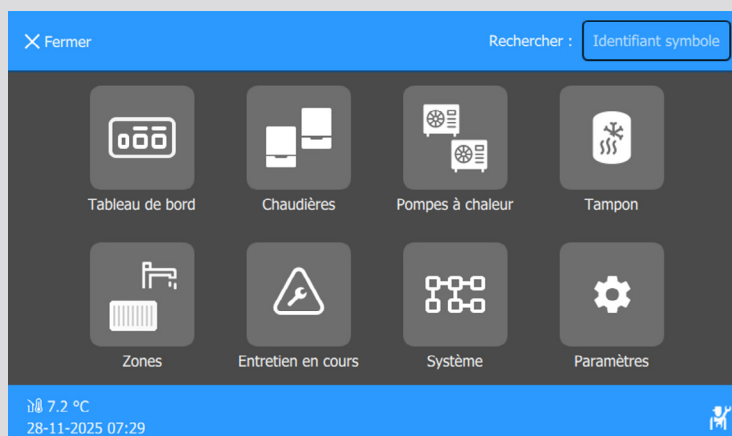 Fermer
Rechercher : Identifiant symbole
Tableau de bord
Chaudières
Pompes à chaleur
Tampon
Zones
Entretien en cours
Système
Paramètres
7.2 °C
28-11-2025 07:29